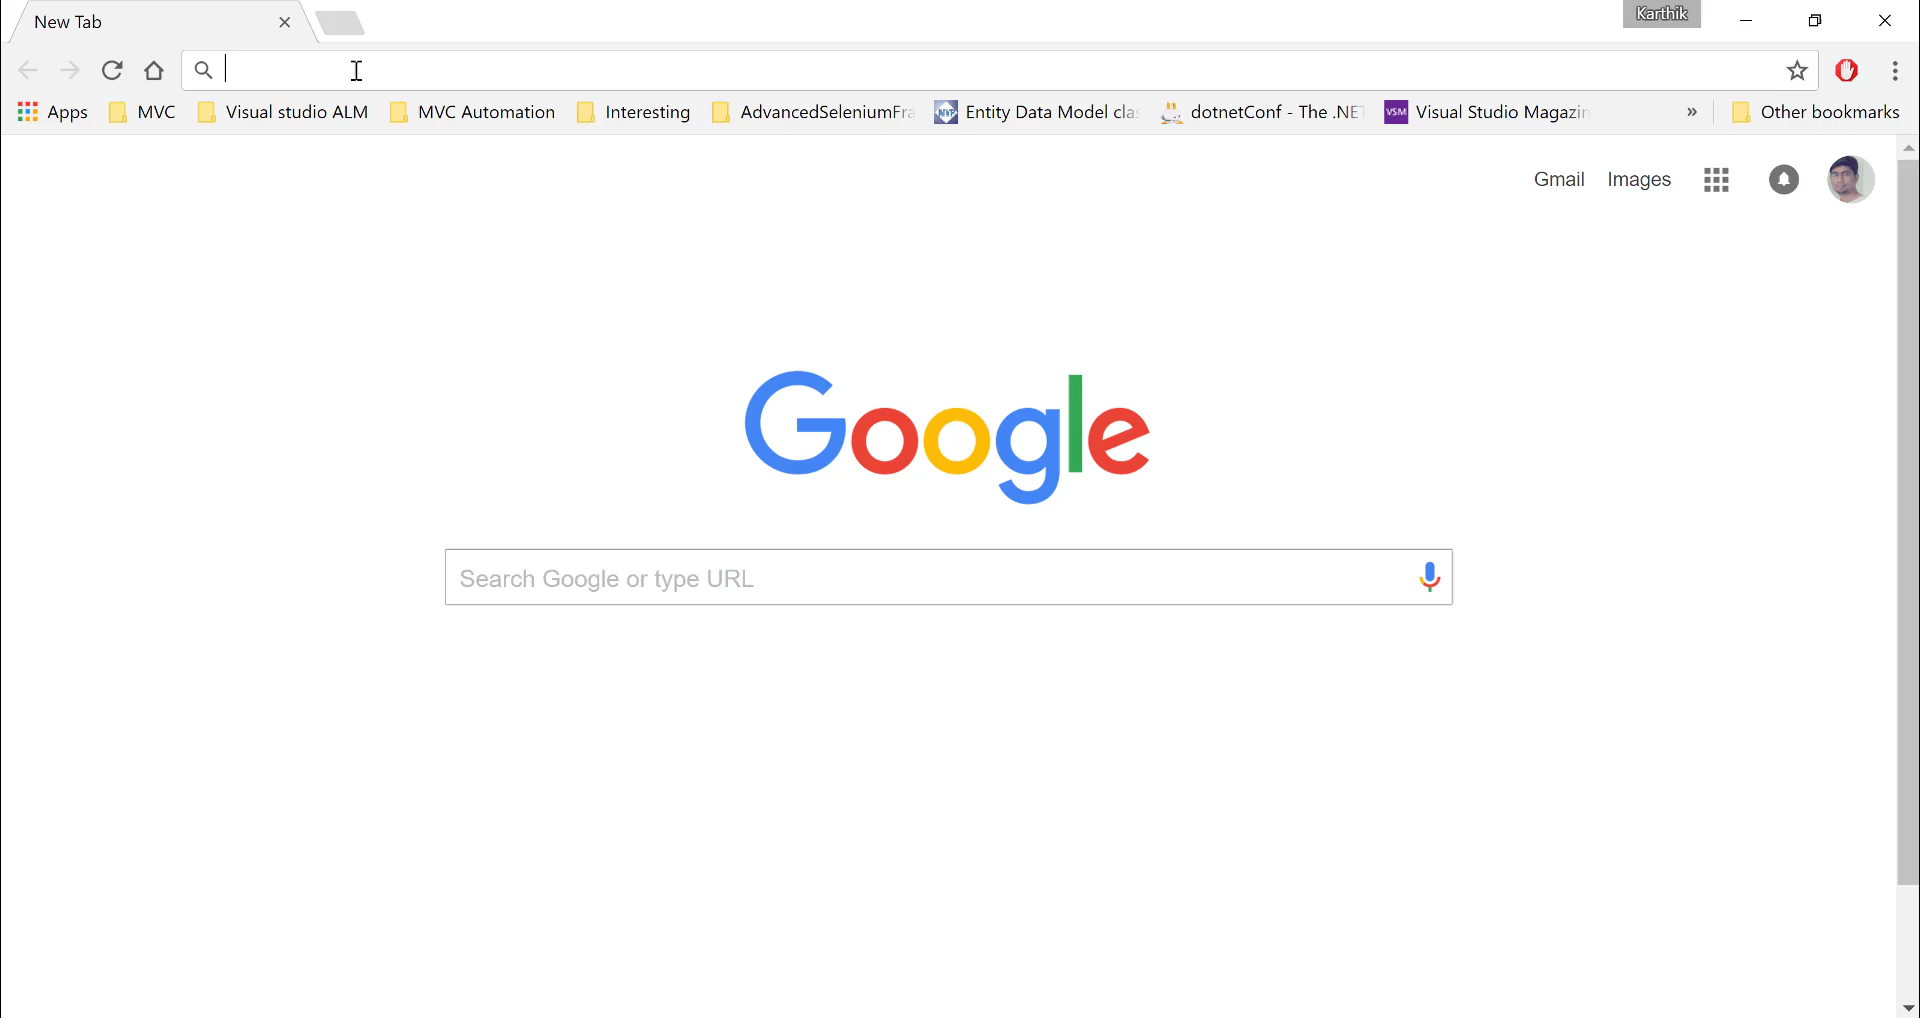 New Tab
Karthik
Apps MVC Visual studio ALM MVC Automation Interesting AdvancedSeleniumFra Entity Data Model clas dotnetConf - The .NET VSM Visual Studio Magazin » Other bookmarks
Gmail Images
Google
Search Google or type URL